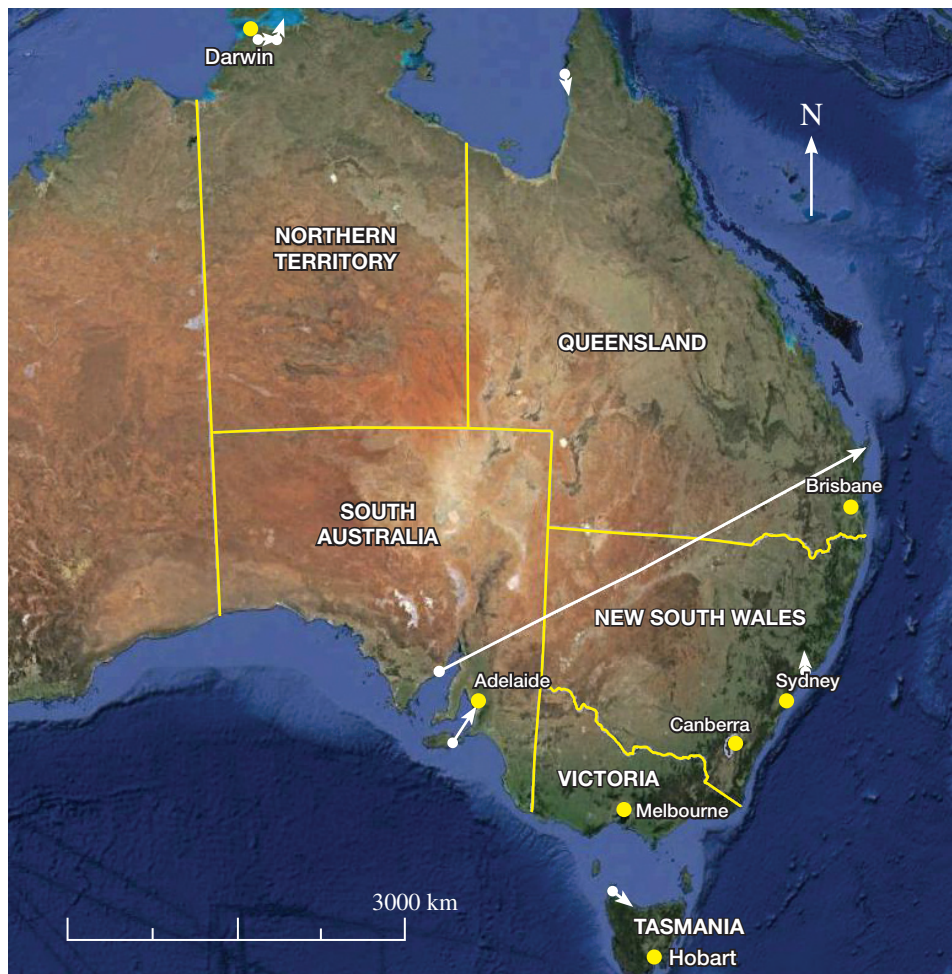 Darwin
N
NORTHERN
TERRITORY
QUEENSLAND
Brisbane
SOUTH
AUSTRALIA
NEW SOUTH WALES
Adelaide
Sydney
Canberra
VICTORIA
Melbourne
3000 km
TASMANIA
Hobart